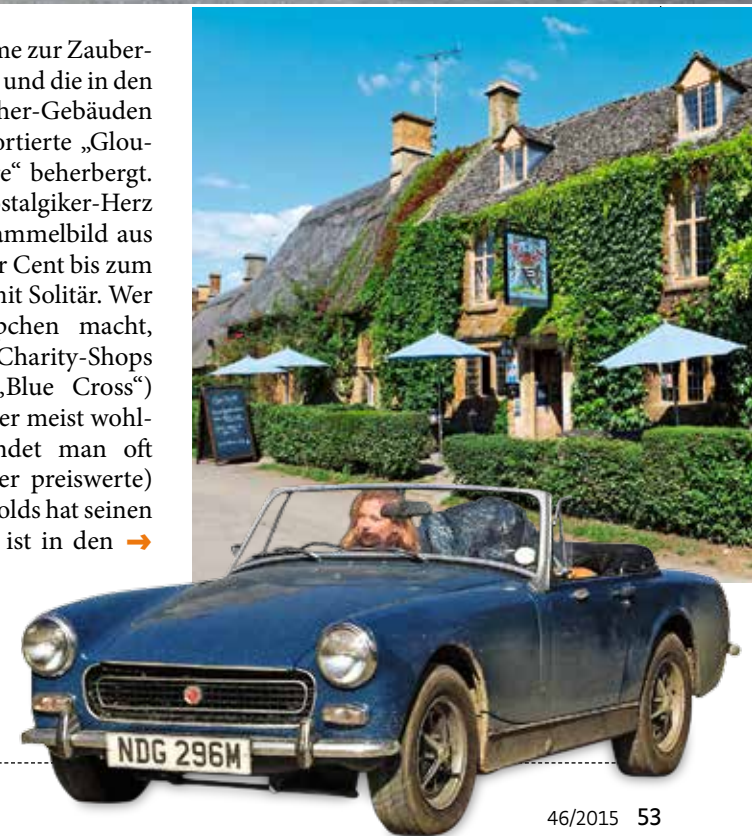 me zur Zauber-
und die in den
her-Gebäuden
ortierte „Glou-
e“ beherbergt.
stalgiker-Herz
ammelbild aus
r Cent bis zum
nit Solitär. Wer
pchen macht,
Charity-Shops
„Blue Cross“)
er meist wohl-
ndet man oft
er preiswerte)
olds hat seinen
ist in den →
NDG 296M
46/2015 53